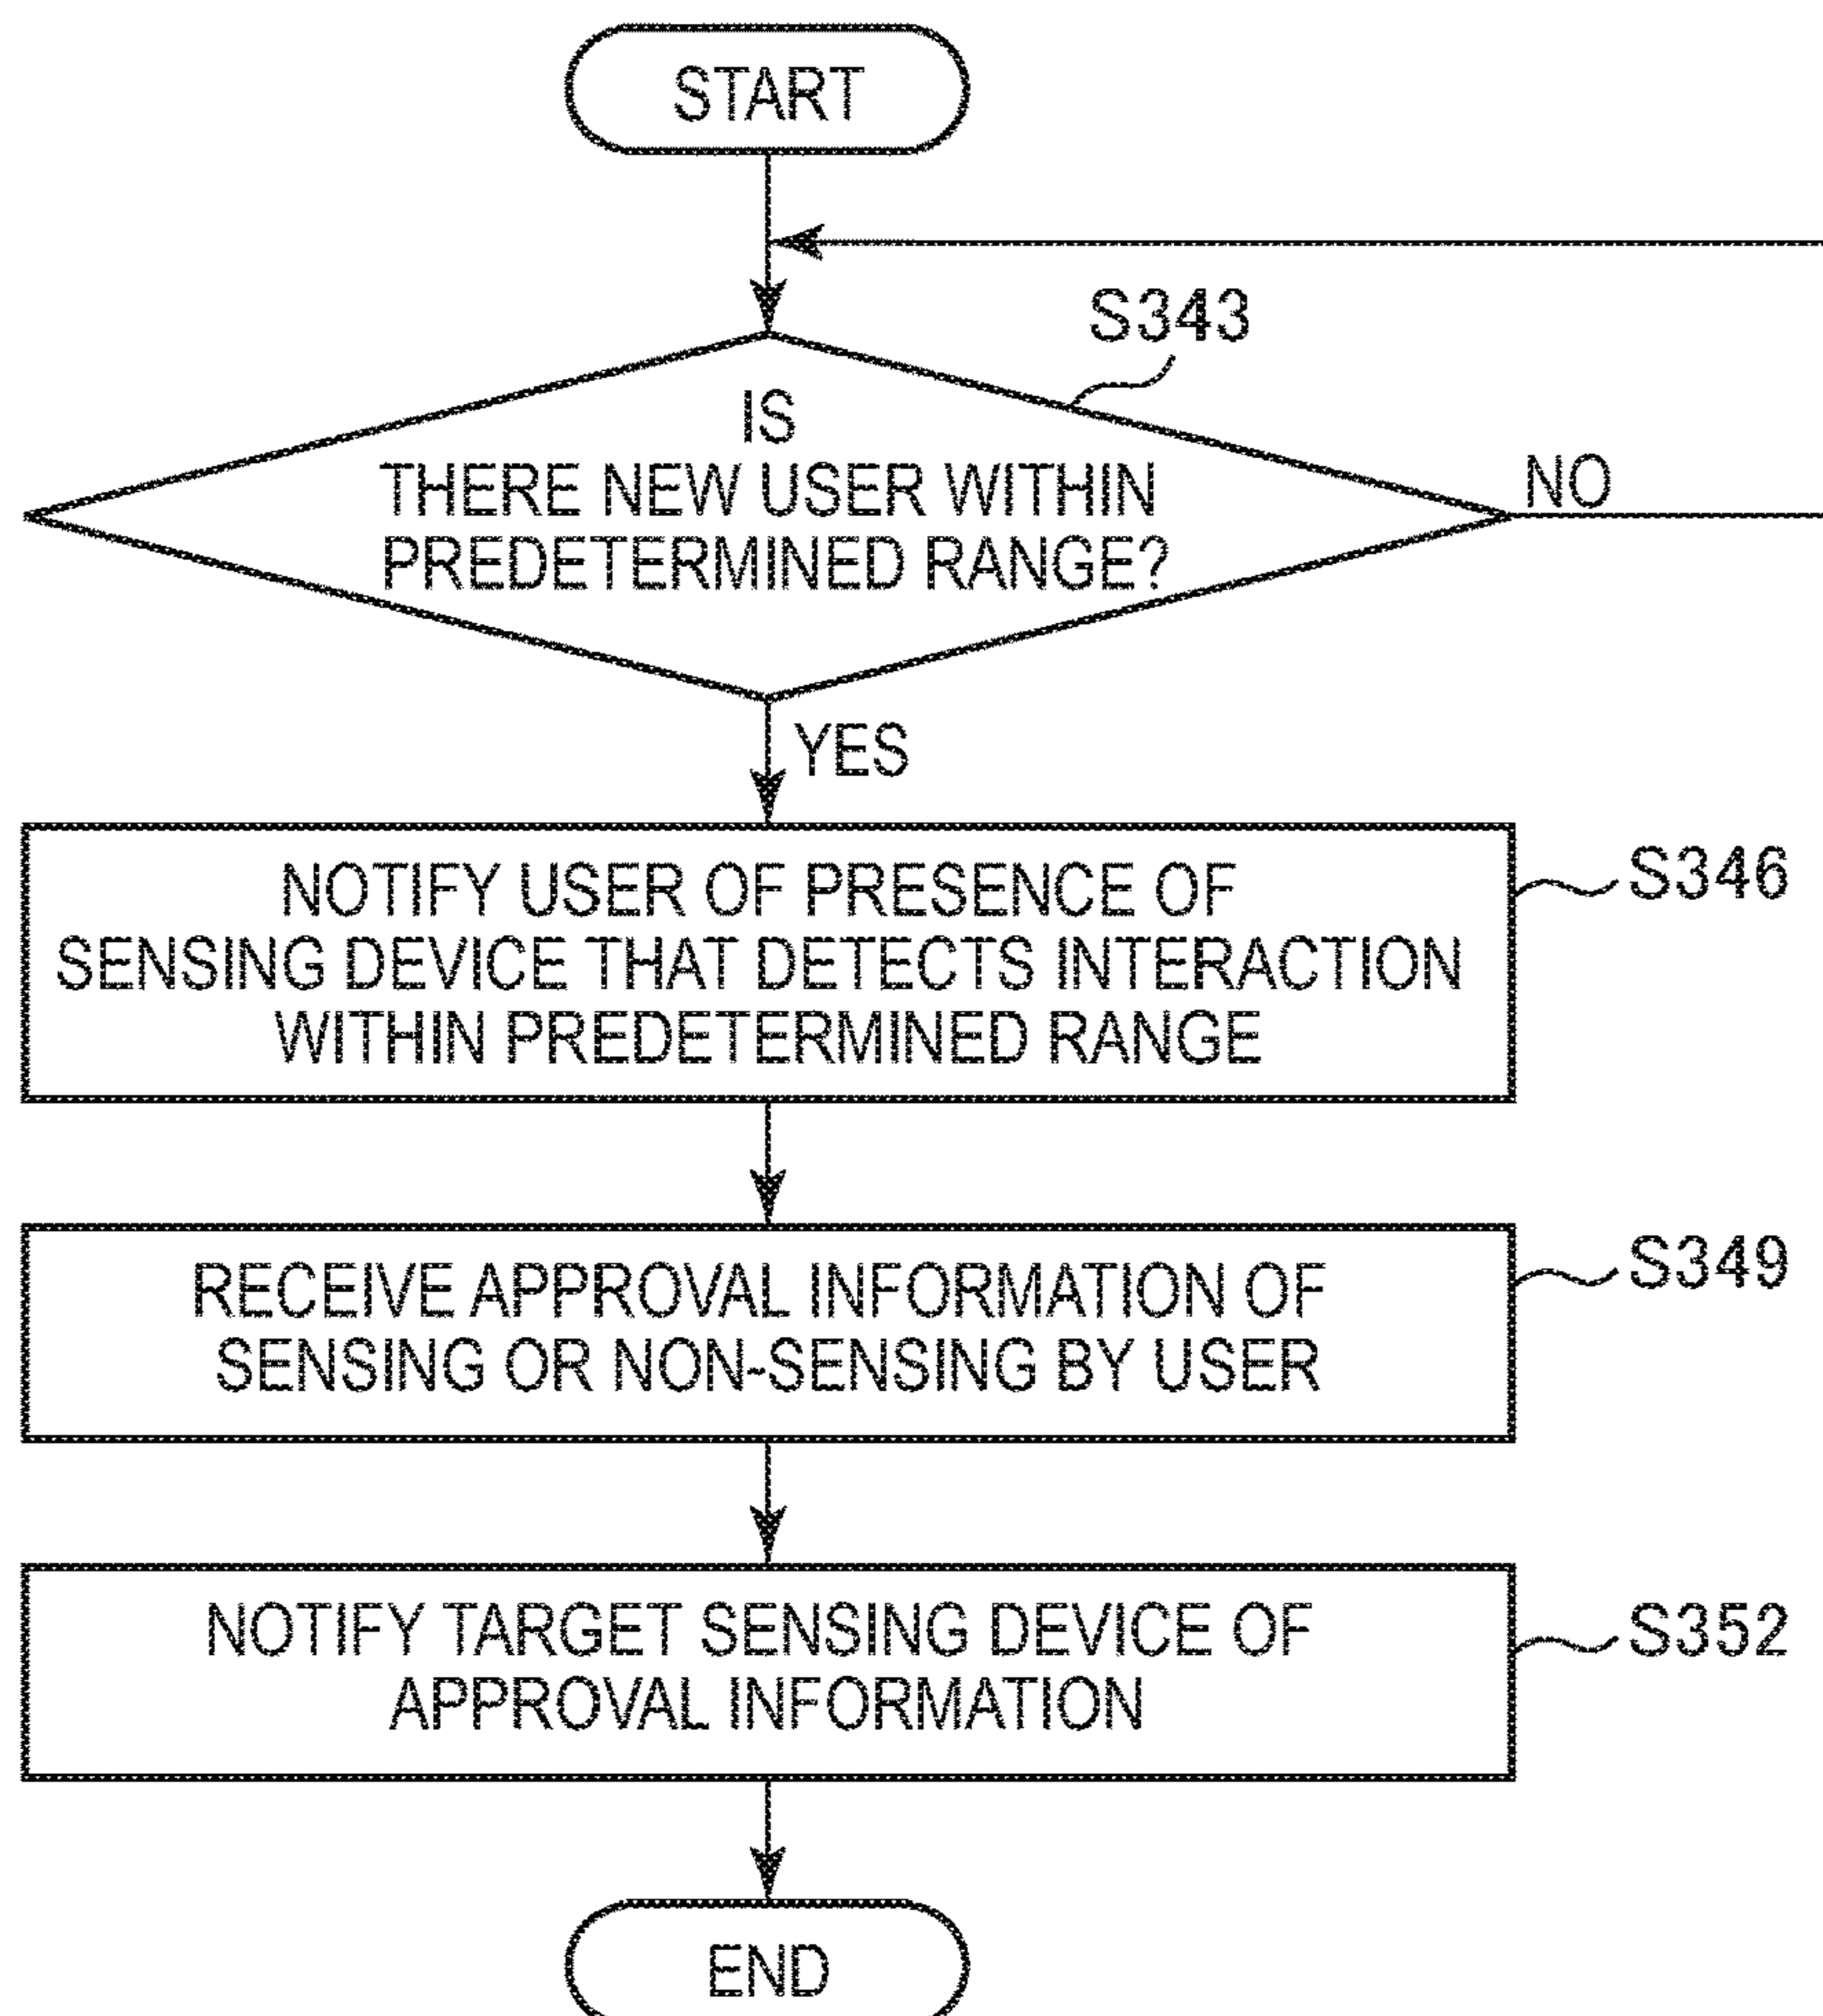 START
S343
IS
THERE NEW USER WITHIN
PREDETERMINED RANGE?
NO
YES
NOTIFY USER OF PRESENCE OF
SENSING DEVICE THAT DETECTS INTERACTION
WITHIN PREDETERMINED RANGE
S346
RECEIVE APPROVAL INFORMATION OF
SENSING OR NON-SENSING BY USER
S349
NOTIFY TARGET SENSING DEVICE OF
APPROVAL INFORMATION
S352
END